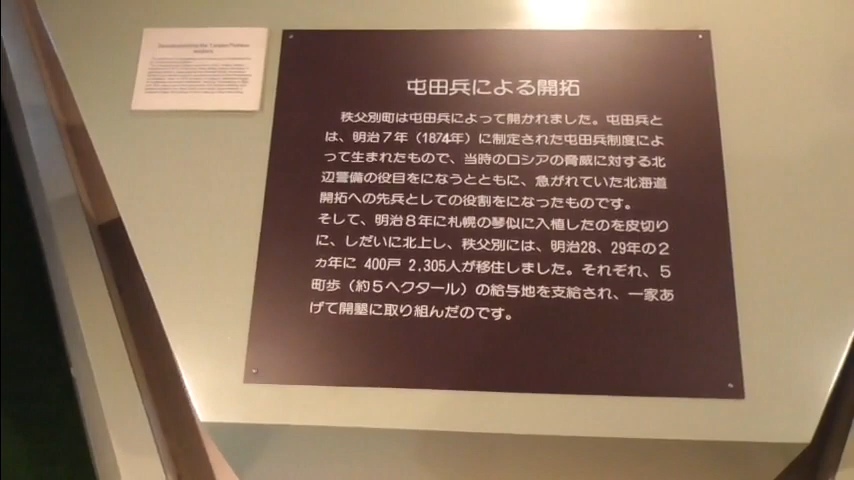 屯田兵による開拓
秩父別町は屯田兵によって開かれました。屯田兵と
は、明治7年（1874年）に制定された屯田兵制度によ
って生まれたもので、当時のロシアの脅威に対する北
辺警備の役目をになうとともに、急がれていた北海道
開拓への先兵としての役割をになったものです。
そして、明治8年に札幌の琴似に入植したのを皮切り
に、しだいに北上し、秩父別には、明治28、29年の2
ヵ年に 400戸 2,305人が移住しました。それぞれ、5
町歩（約5ヘクタール）の給与地を支給され、一家あ
げて開墾に取り組んだのです。